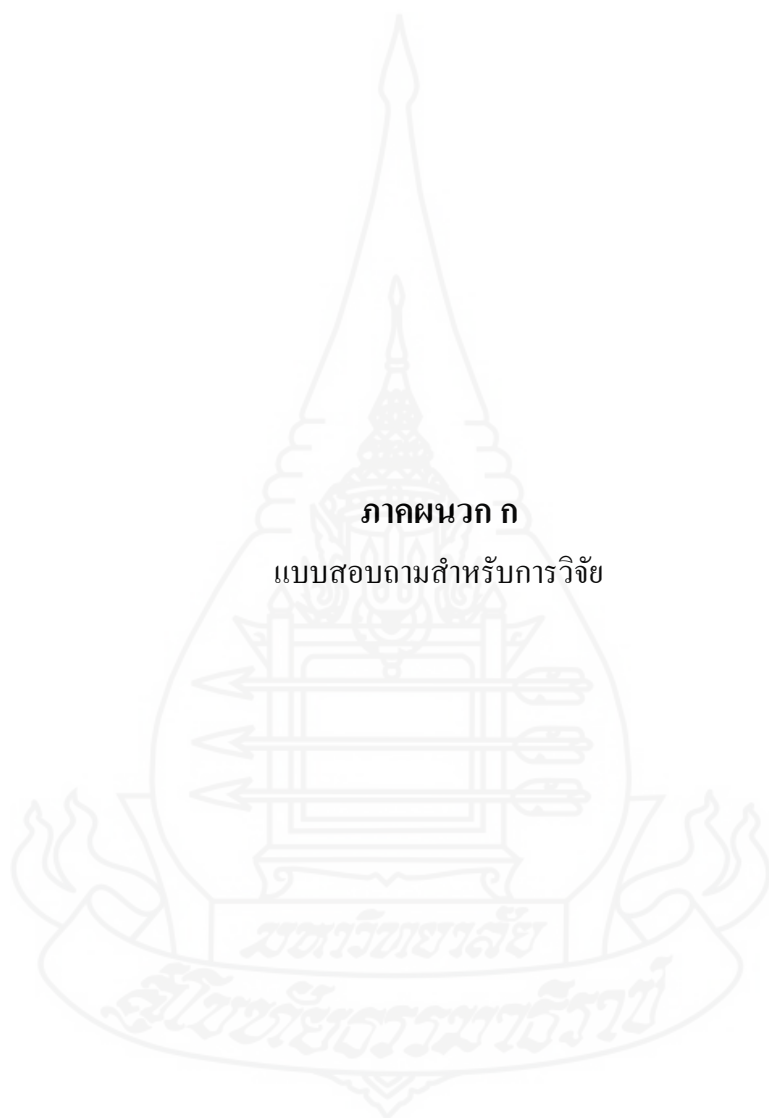 ภาคผนวก ก
แบบสอบถามสำหรับการวิจัย
มหาวิทยาลัย
สุโขทัยธรรมาธิราช